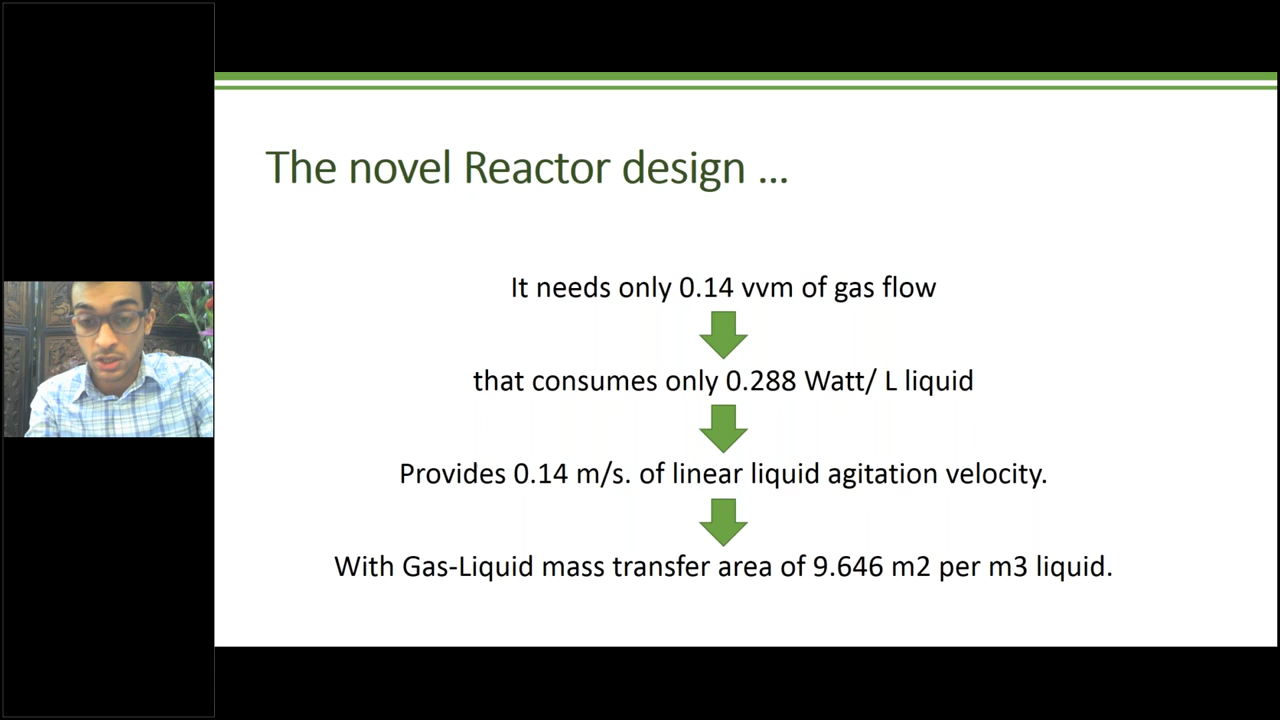 The novel Reactor design ...
It needs only 0.14 vvm of gas flow
that consumes only 0.288 Watt/ L liquid
Provides 0.14 m/s. of linear liquid agitation velocity.
With Gas-Liquid mass transfer area of 9.646 m2 per m3 liquid.